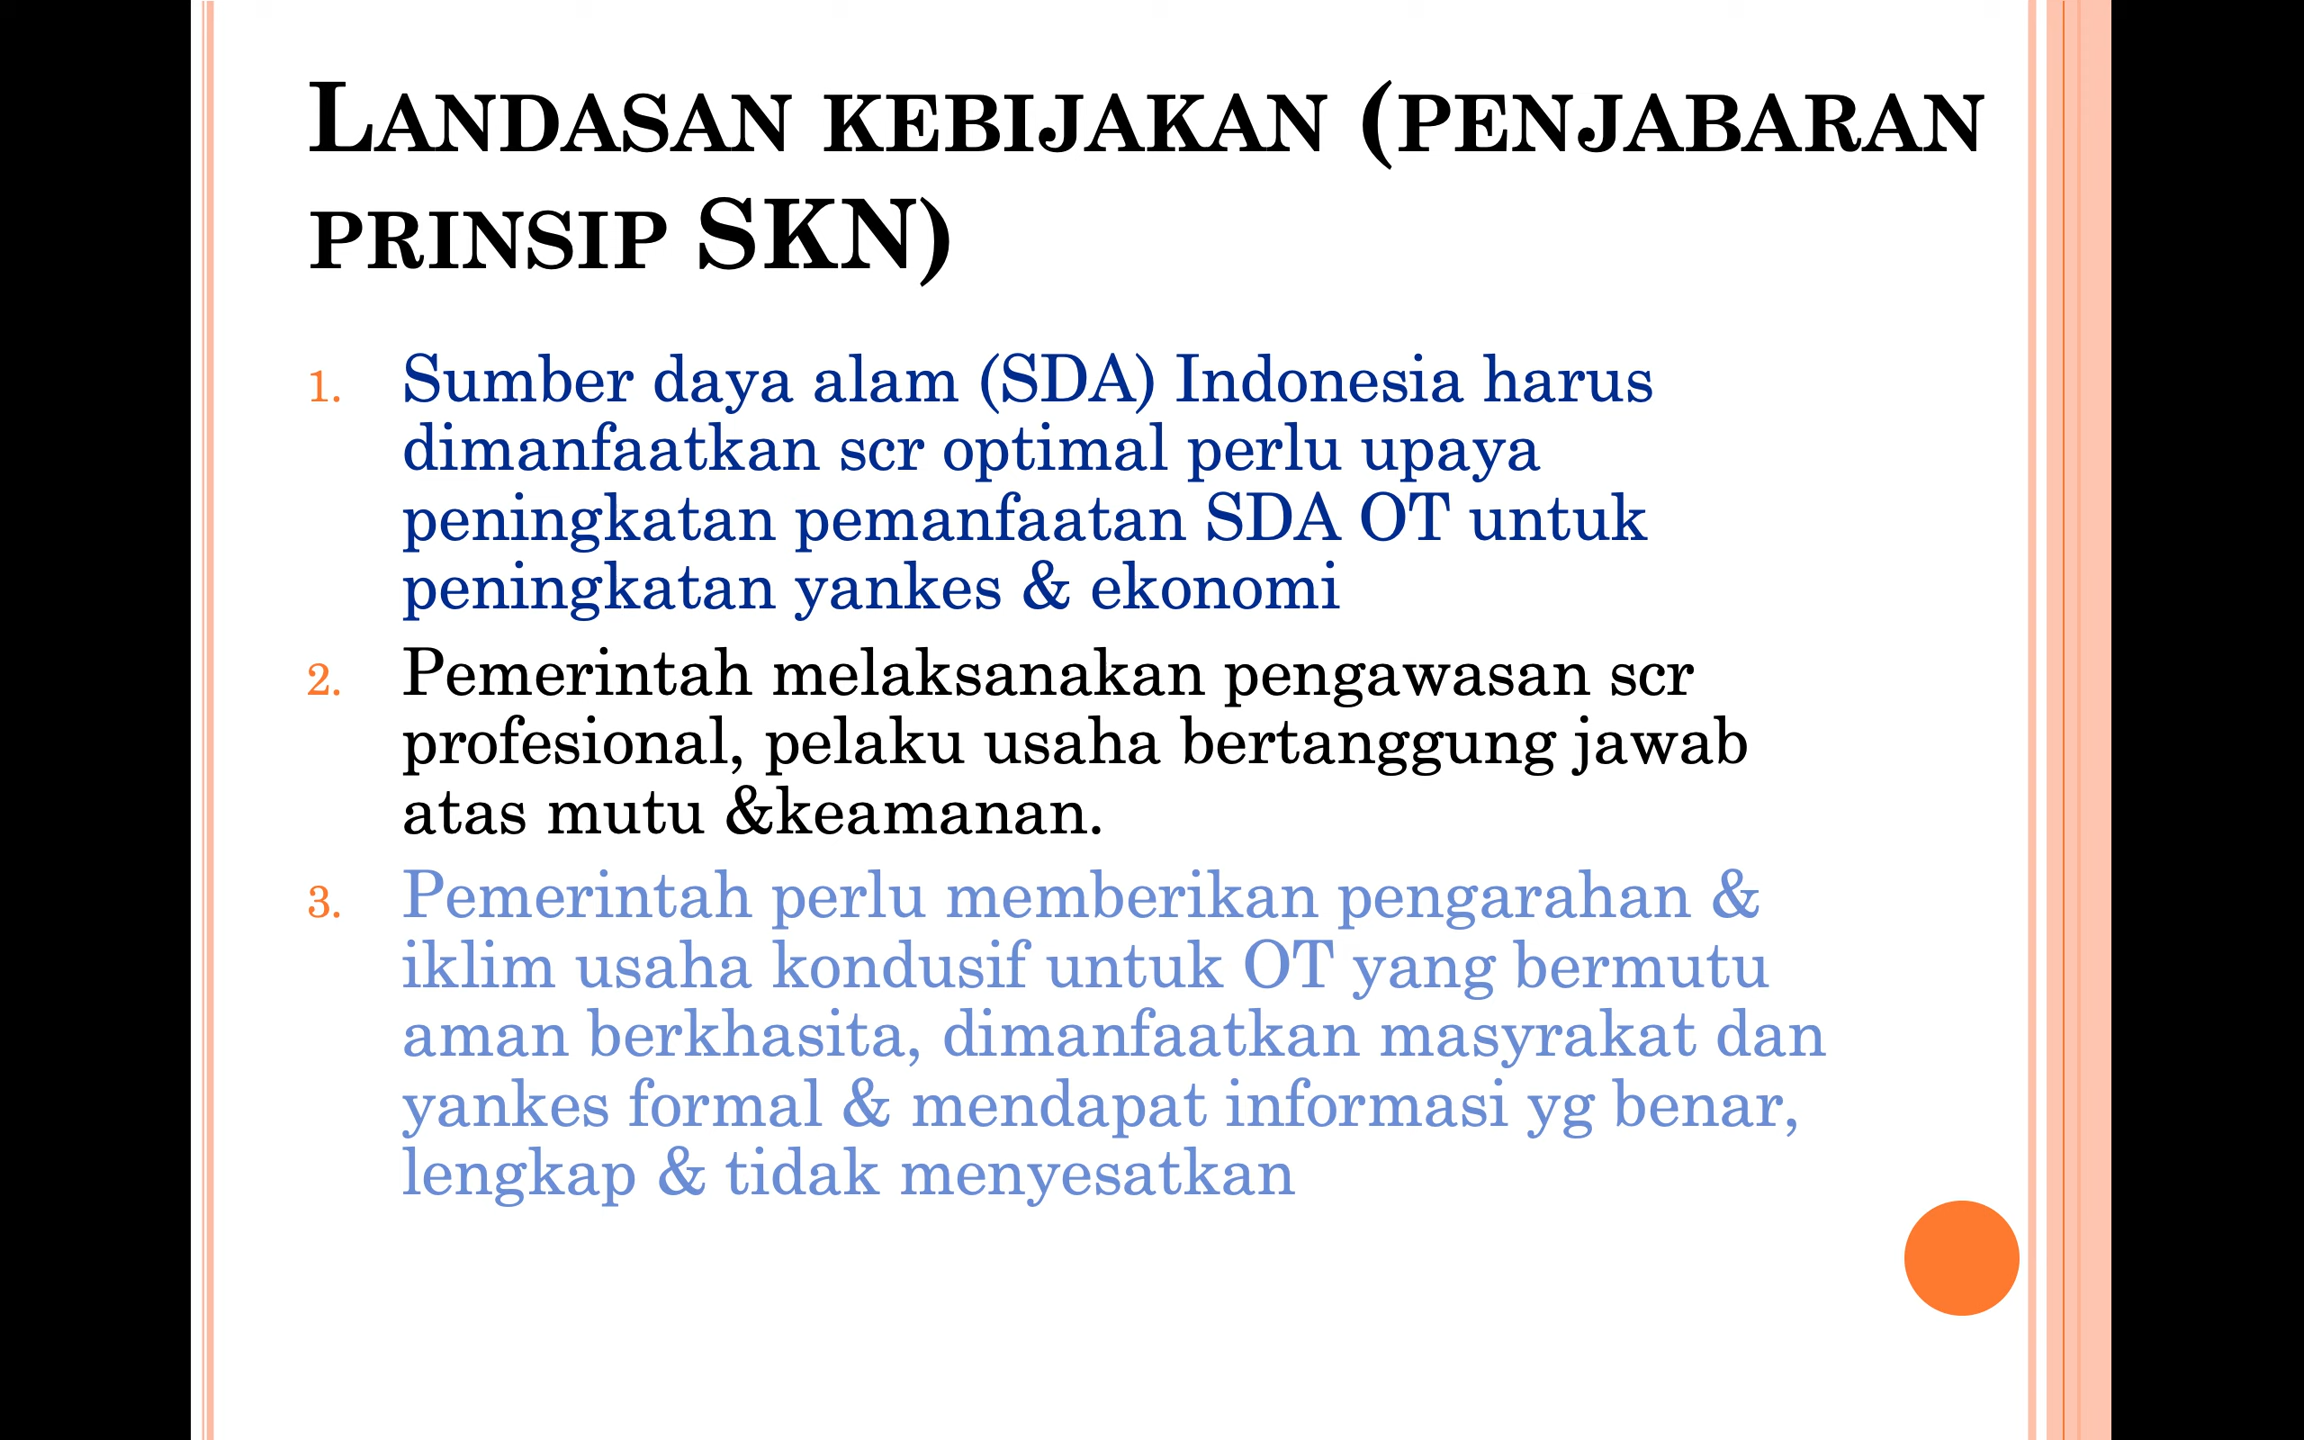 LANDASAN KEBIJAKAN (PENJABARAN
PRINSIP SKN)
1. Sumber daya alam (SDA) Indonesia harus
dimanfaatkan scr optimal perlu upaya
peningkatan pemanfaatan SDA OT untuk
peningkatan yankes & ekonomi
2. Pemerintah melaksanakan pengawasan scr
profesional, pelaku usaha bertanggung jawab
atas mutu &keamanan.
3. Pemerintah perlu memberikan pengarahan &
iklim usaha kondusif untuk OT yang bermutu
aman berkhasita, dimanfaatkan masyrakat dan
yankes formal & mendapat informasi yg benar,
lengkap & tidak menyesatkan